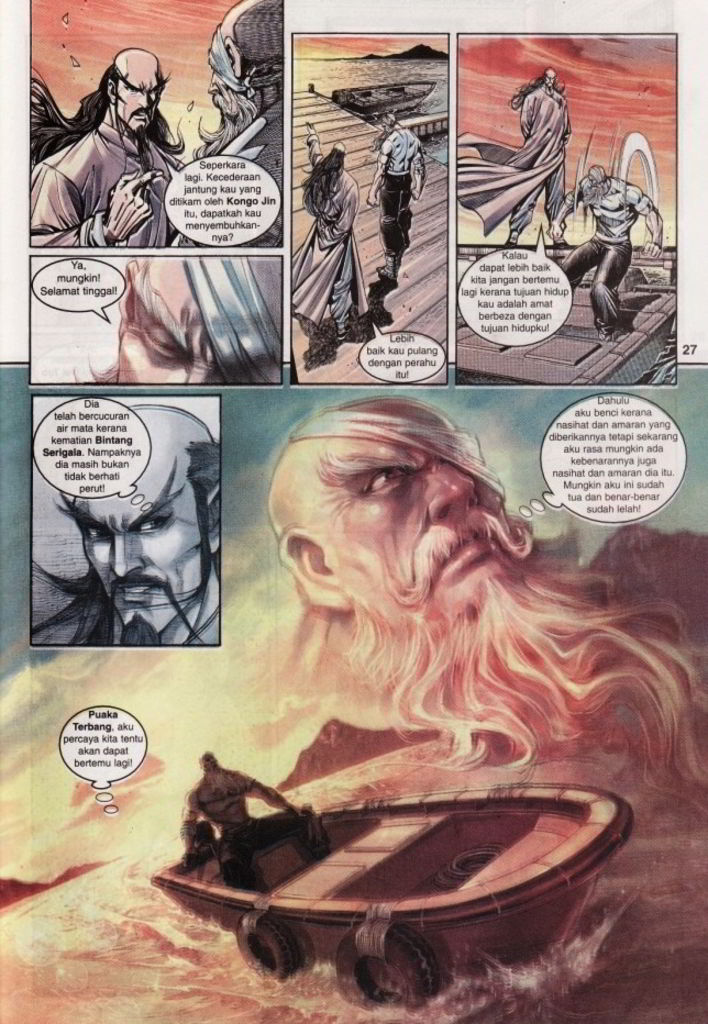 Seperkara
lagi. Kecederaan
jantung kau yang
ditikam oleh Kongo Jin
itu, dapatkah kau
menyembuhkan-
nya?
Ya,
mungkin!
Selamat tinggal!
Lebih
baik kau pulang
dengan perahu
itu!
Kalau
dapat lebih baik
kita jangan bertemu
lagi kerana tujuan hidup
kau adalah amat
berbeza dengan
tujuan hidupku!
27
Dia
telah bercucuran
air mata kerana
kematian Bintang
Serigala. Nampaknya
dia masih bukan
tidak berhati
perut!
Dahulu
aku benci kerana
nasihat dan amaran yang
diberikannya tetapi sekarang
aku rasa mungkin ada
kebenarannya juga
nasihat dan amaran dia itu.
Mungkin aku ini sudah
tua dan benar-benar
sudah lelah!
Puaka
Terbang, aku
percaya kita tentu
akan dapat
bertemu lagi!